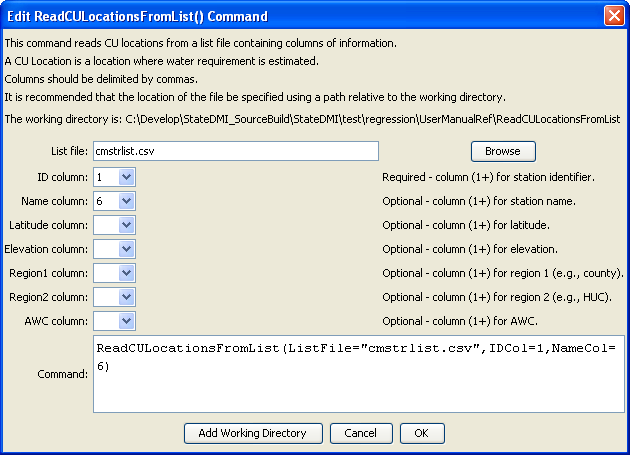 Edit ReadCULocationsFromList() Command
This command reads CU locations from a list file containing columns of information.
A CU Location is a location where water requirement is estimated.
Columns should be delimited by commas.
It is recommended that the location of the file be specified using a path relative to the working directory.
The working directory is: C:\Develop\StateDMI_SourceBuild\StateDMI\test\regression\UserManualRef\ReadCULocationsFromList
List file: cmstrlist.csv Browse
ID column: 1 Required - column (1+) for station identifier.
Name column: 6 Optional - column (1+) for station name.
Latitude column: Optional - column (1+) for latitude.
Elevation column: Optional - column (1+) for elevation.
Region1 column: Optional - column (1+) for region 1 (e.g., county).
Region2 column: Optional - column (1+) for region 2 (e.g., HUC).
AWC column: Optional - column (1+) for AWC.
Command: ReadCULocationsFromList(ListFile="cmstrlist.csv",IDCol=1,NameCol=
6)
Add Working Directory Cancel OK